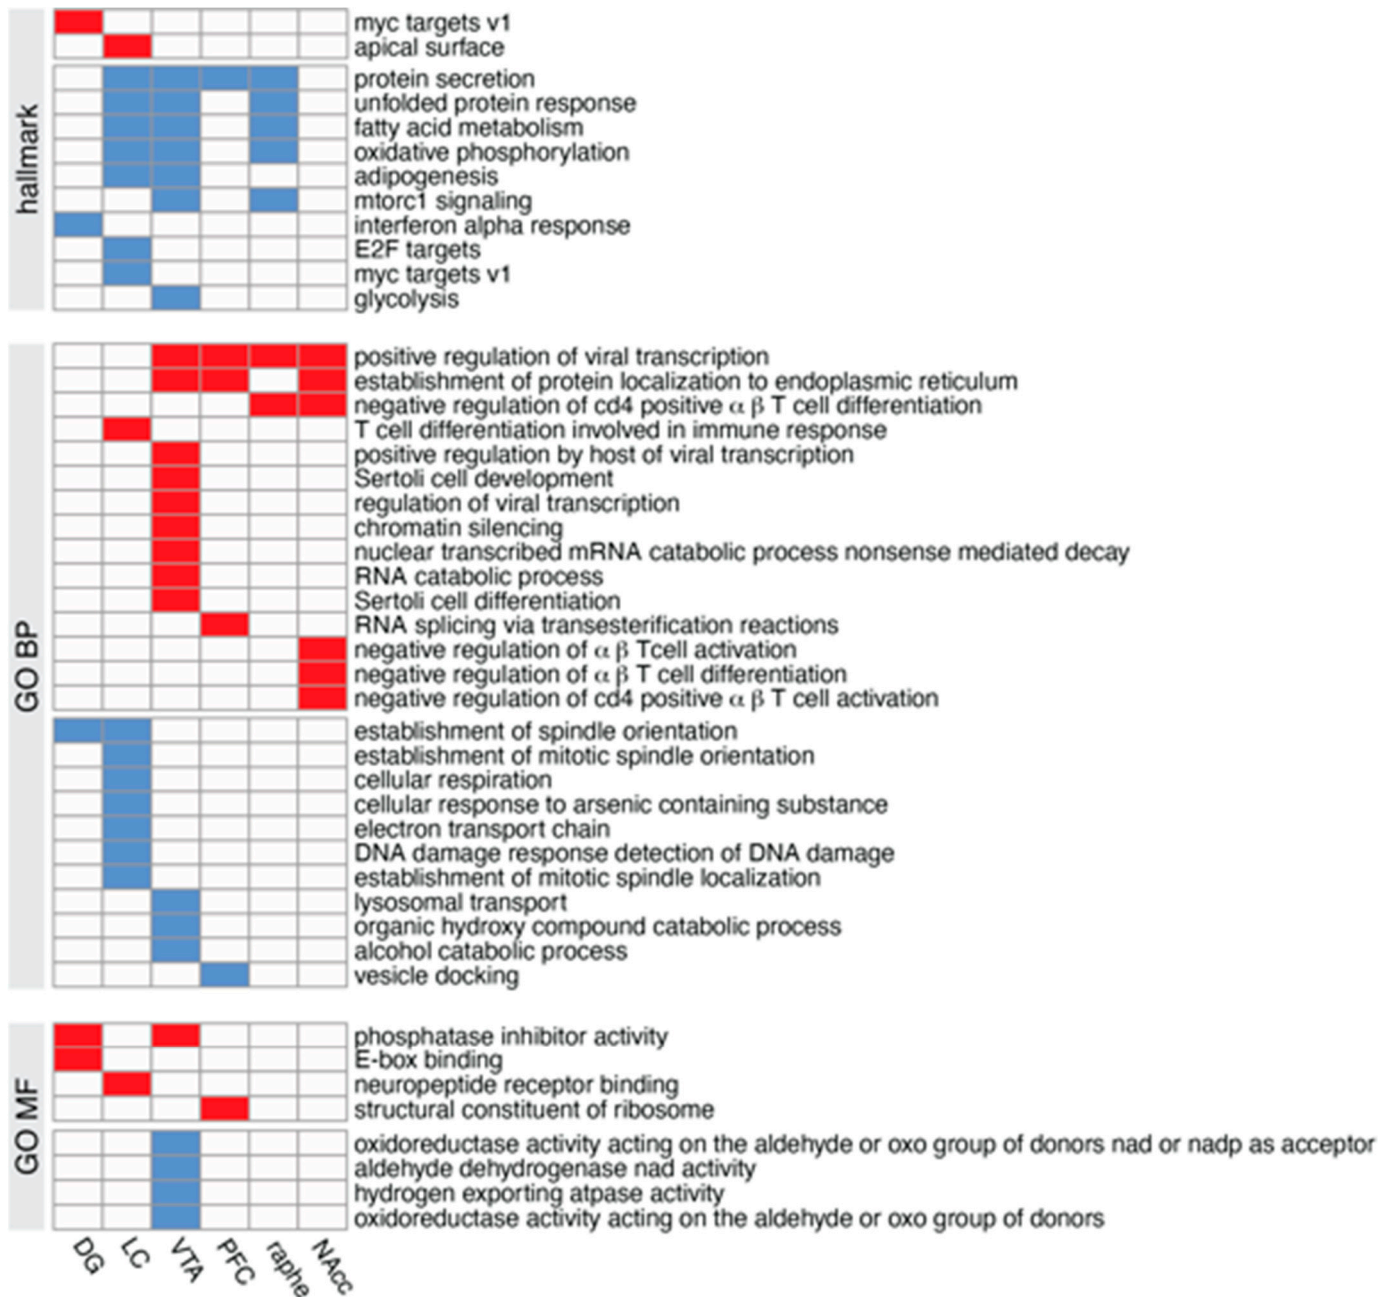 hallmark
myc targets v1
apical surface
protein secretion
unfolded protein response
fatty acid metabolism
oxidative phosphorylation
adipogenesis
mtorc1 signaling
interferon alpha response
E2F targets
myc targets v1
glycolysis
GO BP
positive regulation of viral transcription
establishment of protein localization to endoplasmic reticulum
negative regulation of cd4 positive α β T cell differentiation
T cell differentiation involved in immune response
positive regulation by host of viral transcription
Sertoli cell development
regulation of viral transcription
chromatin silencing
nuclear transcribed mRNA catabolic process nonsense mediated decay
RNA catabolic process
Sertoli cell differentiation
RNA splicing via transesterification reactions
negative regulation of α β Tcell activation
negative regulation of α β T cell differentiation
negative regulation of cd4 positive α β T cell activation
establishment of spindle orientation
establishment of mitotic spindle orientation
cellular respiration
cellular response to arsenic containing substance
electron transport chain
DNA damage response detection of DNA damage
establishment of mitotic spindle localization
lysosomal transport
organic hydroxy compound catabolic process
alcohol catabolic process
vesicle docking
GO MF
phosphatase inhibitor activity
E-box binding
neuropeptide receptor binding
structural constituent of ribosome
oxidoreductase activity acting on the aldehyde or oxo group of donors nad or nadp as acceptor
aldehyde dehydrogenase nad activity
hydrogen exporting atpase activity
oxidoreductase activity acting on the aldehyde or oxo group of donors
DG LC VTA PFC raphe NAcc